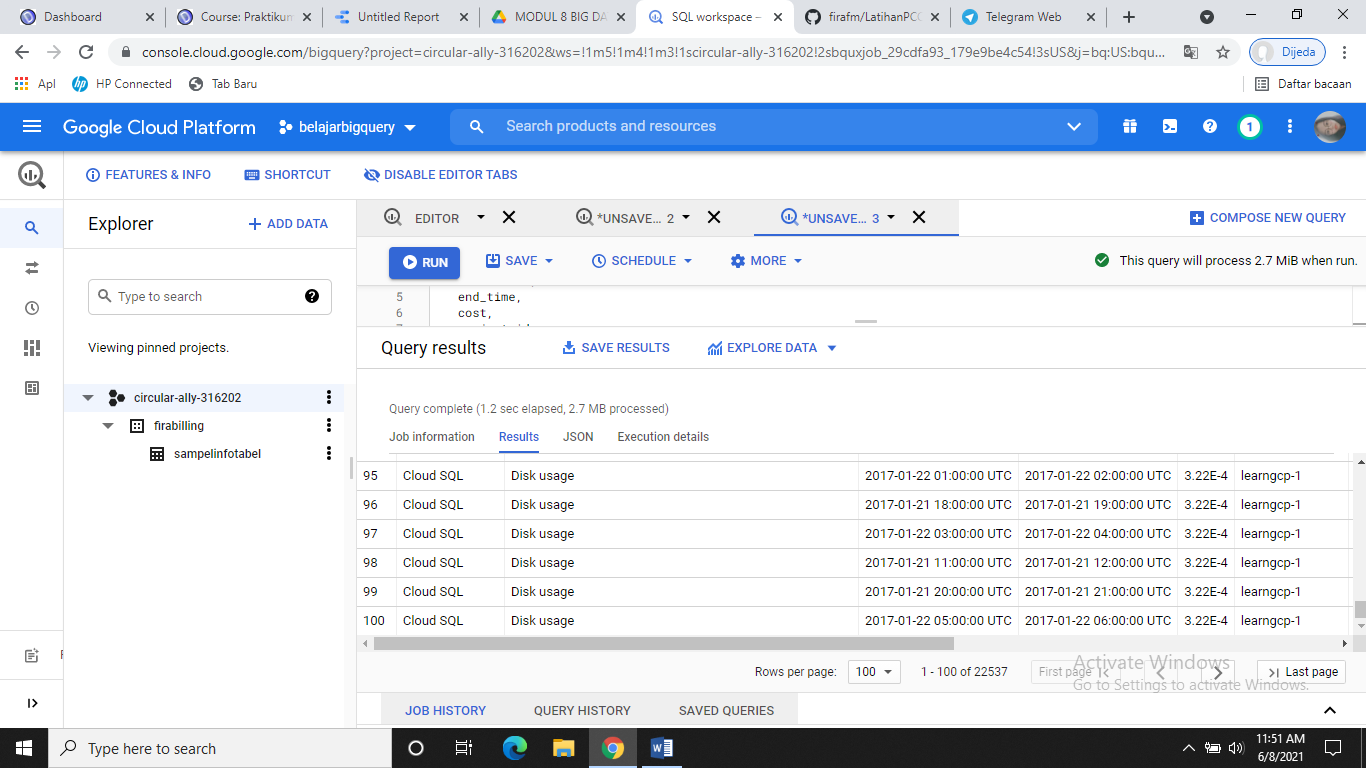 Dashboard
Course: Praktikun
Untitled Report
MODUL 8 BIG DA
SQL workspace –
firafm/LatihanPCC
Telegram Web
console.cloud.google.com/bigquery?project=circular-ally-316202&ws=!1m5!1m4!1m3!1scircular-ally-316202!2sbquxjob_29cdfa93_179e9be4c54!3sUS&j=bq:US:bqu...
Dijeda
Apl
HP Connected
Tab Baru
Daftar bacaan
Google Cloud Platform
belajarbigquery
Search products and resources
1
FEATURES & INFO
SHORTCUT
DISABLE EDITOR TABS
Explorer
ADD DATA
EDITOR
*UNSAVE... 2
*UNSAVE... 3
COMPOSE NEW QUERY
RUN
SAVE
SCHEDULE
MORE
This query will process 2.7 MiB when run.
Type to search
5 end_time,
6 cost,
Viewing pinned projects.
Query results
SAVE RESULTS
EXPLORE DATA
circular-ally-316202
firabilling
sampelinfotabel
Query complete (1.2 sec elapsed, 2.7 MB processed)
Job information
Results
JSON
Execution details
95 Cloud SQL Disk usage 2017-01-22 01:00:00 UTC 2017-01-22 02:00:00 UTC 3.22E-4 learngcp-1
96 Cloud SQL Disk usage 2017-01-21 18:00:00 UTC 2017-01-21 19:00:00 UTC 3.22E-4 learngcp-1
97 Cloud SQL Disk usage 2017-01-22 03:00:00 UTC 2017-01-22 04:00:00 UTC 3.22E-4 learngcp-1
98 Cloud SQL Disk usage 2017-01-21 11:00:00 UTC 2017-01-21 12:00:00 UTC 3.22E-4 learngcp-1
99 Cloud SQL Disk usage 2017-01-21 20:00:00 UTC 2017-01-21 21:00:00 UTC 3.22E-4 learngcp-1
100 Cloud SQL Disk usage 2017-01-22 05:00:00 UTC 2017-01-22 06:00:00 UTC 3.22E-4 learngcp-1
Rows per page: 100 1 - 100 of 22537 First page Last page
Activate Windows
Go to Settings to activate Windows.
JOB HISTORY
QUERY HISTORY
SAVED QUERIES
Type here to search
11:51 AM
6/8/2021